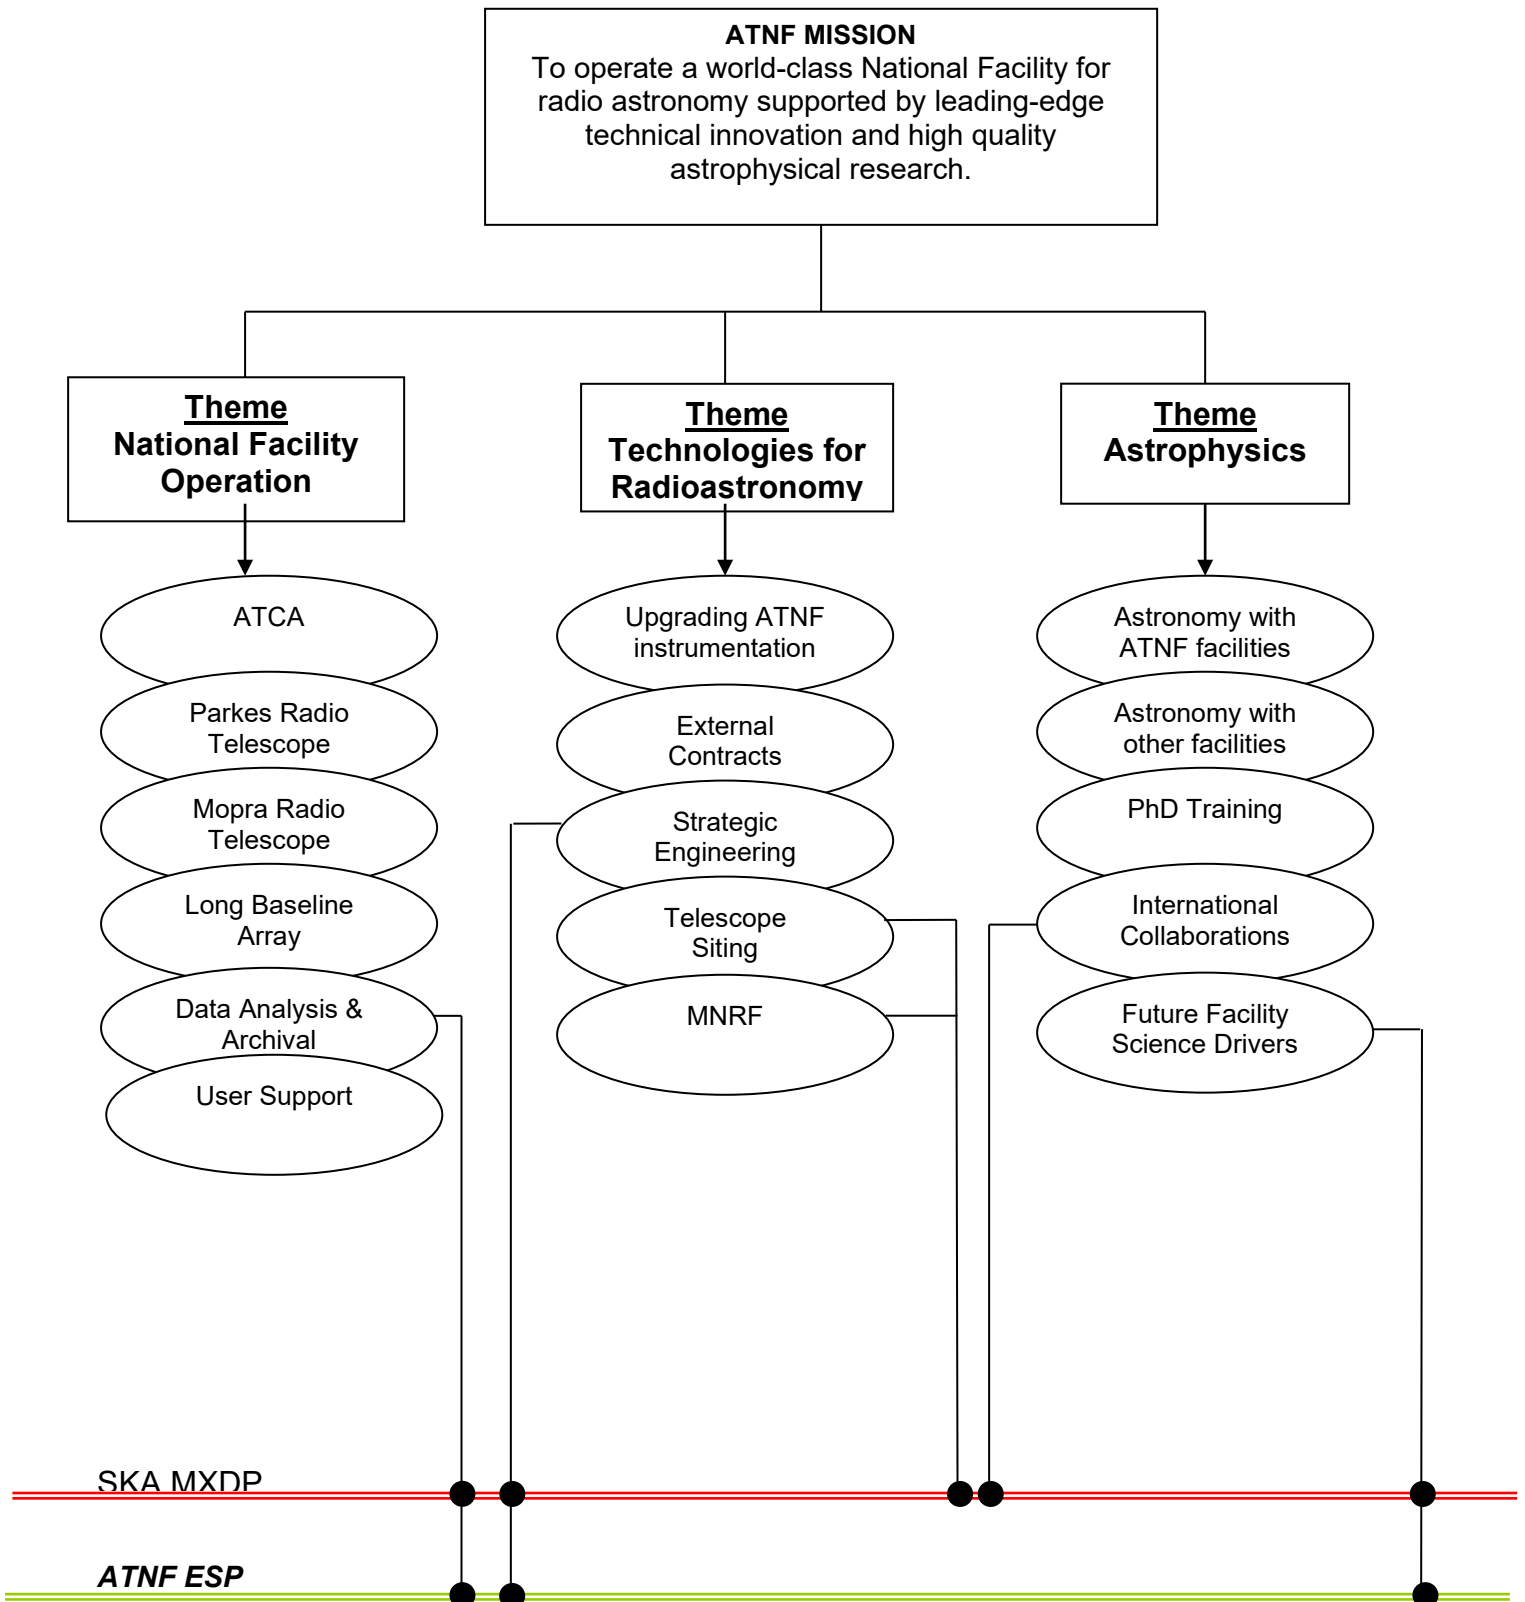 ATNF MISSION
To operate a world-class National Facility for
radio astronomy supported by leading-edge
technical innovation and high quality
astrophysical research.
Theme
National Facility
Operation
Theme
Technologies for
Radioastronomy
Theme
Astrophysics
ATCA
Parkes Radio
Telescope
Mopra Radio
Telescope
Long Baseline
Array
Data Analysis &
Archival
User Support
Upgrading ATNF
instrumentation
External
Contracts
Strategic
Engineering
Telescope
Siting
MNRF
Astronomy with
ATNF facilities
Astronomy with
other facilities
PhD Training
International
Collaborations
Future Facility
Science Drivers
SKA MXDP
ATNF ESP